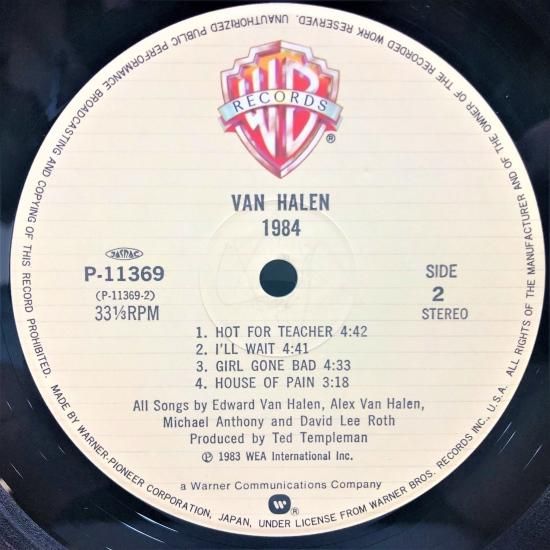 ALL RIGHTS OF THE MANUFACTURER AND OF THE OWNER OF THE RECORDED WORK RESERVED. UNAUTHORIZED PUBLIC PERFORMANCE BROADCASTING AND COPYING OF THIS RECORD PROHIBITED.
WB
RECORDS
®
VAN HALEN
1984
JASRAC
P-11369
(P-11369-2)
33⅓RPM
SIDE
2
STEREO
1. HOT FOR TEACHER 4:42
2. I'LL WAIT 4:41
3. GIRL GONE BAD 4:33
4. HOUSE OF PAIN 3:18
All Songs by Edward Van Halen, Alex Van Halen,
Michael Anthony and David Lee Roth
Produced by Ted Templeman
℗ 1983 WEA International Inc.
a Warner Communications Company
W®
MADE BY WARNER-PIONEER CORPORATION, JAPAN, UNDER LICENSE FROM WARNER BROS. RECORDS INC., U.S.A.